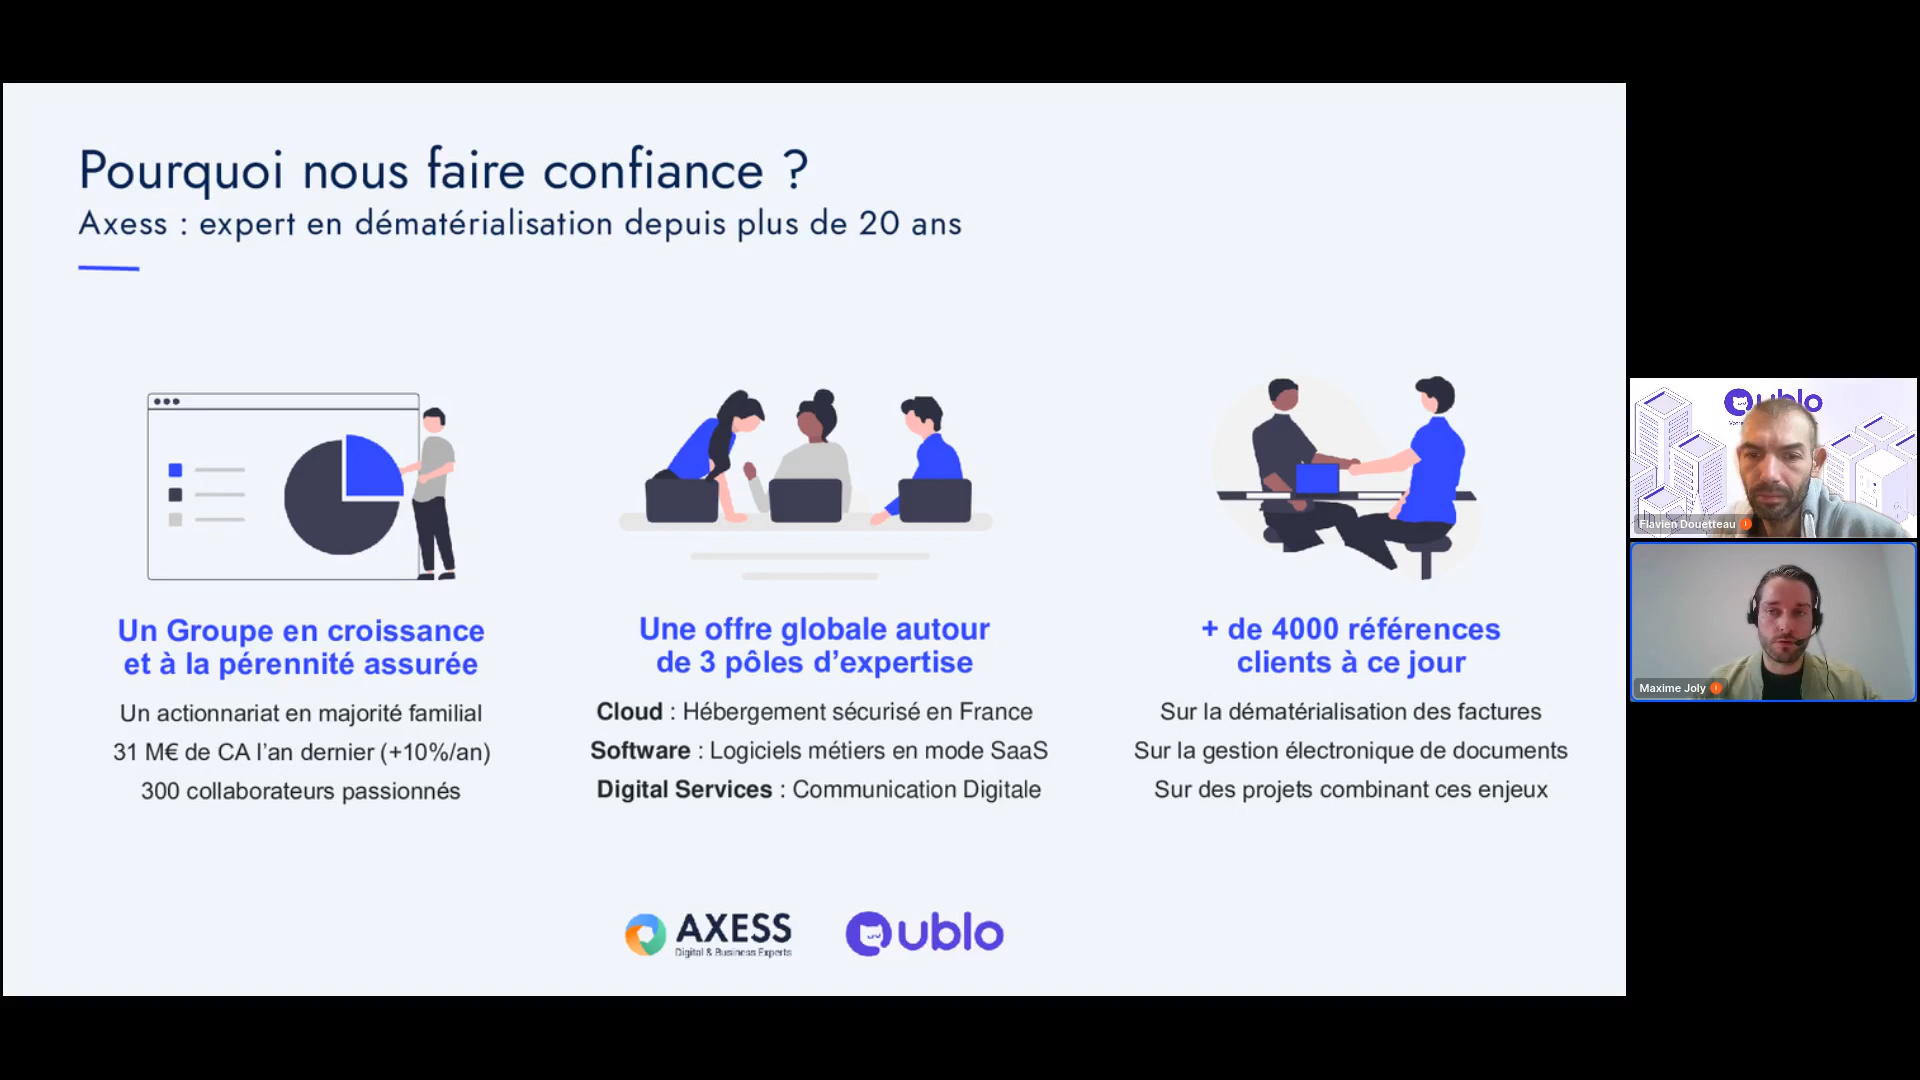 Pourquoi nous faire confiance ?
Axess : expert en dématérialisation depuis plus de 20 ans
Un Groupe en croissance
et à la pérennité assurée
Un actionnariat en majorité familial
31 M€ de CA l’an dernier (+10%/an)
300 collaborateurs passionnés
Une offre globale autour
de 3 pôles d’expertise
Cloud : Hébergement sécurisé en France
Software : Logiciels métiers en mode SaaS
Digital Services : Communication Digitale
+ de 4000 références
clients à ce jour
Sur la dématérialisation des factures
Sur la gestion électronique de documents
Sur des projets combinant ces enjeux
AXESS
Digital & Business Experts
ublo
ublo
Flavien Douetteau
Maxime Joly